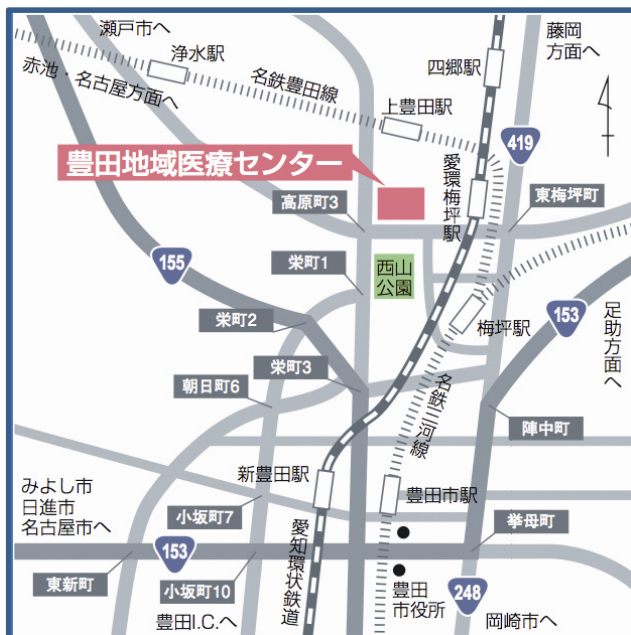 瀬戸市へ
藤岡
方面へ
浄水駅
四郷駅
赤池・名古屋方面へ
名鉄豊田線
上豊田駅
419
豊田地域医療センター
愛環梅坪駅
東梅坪町
高原町3
155
栄町1
西山
公園
153
足助方面へ
栄町2
梅坪駅
栄町3
朝日町6
名鉄三河線
陣中町
新豊田駅
豊田市駅
みよし市
日進市
名古屋市へ
小坂町7
挙母町
愛知環状鉄道
153
東新町
小坂町10
豊田
市役所
248
豊田I.C.へ
岡崎市へ